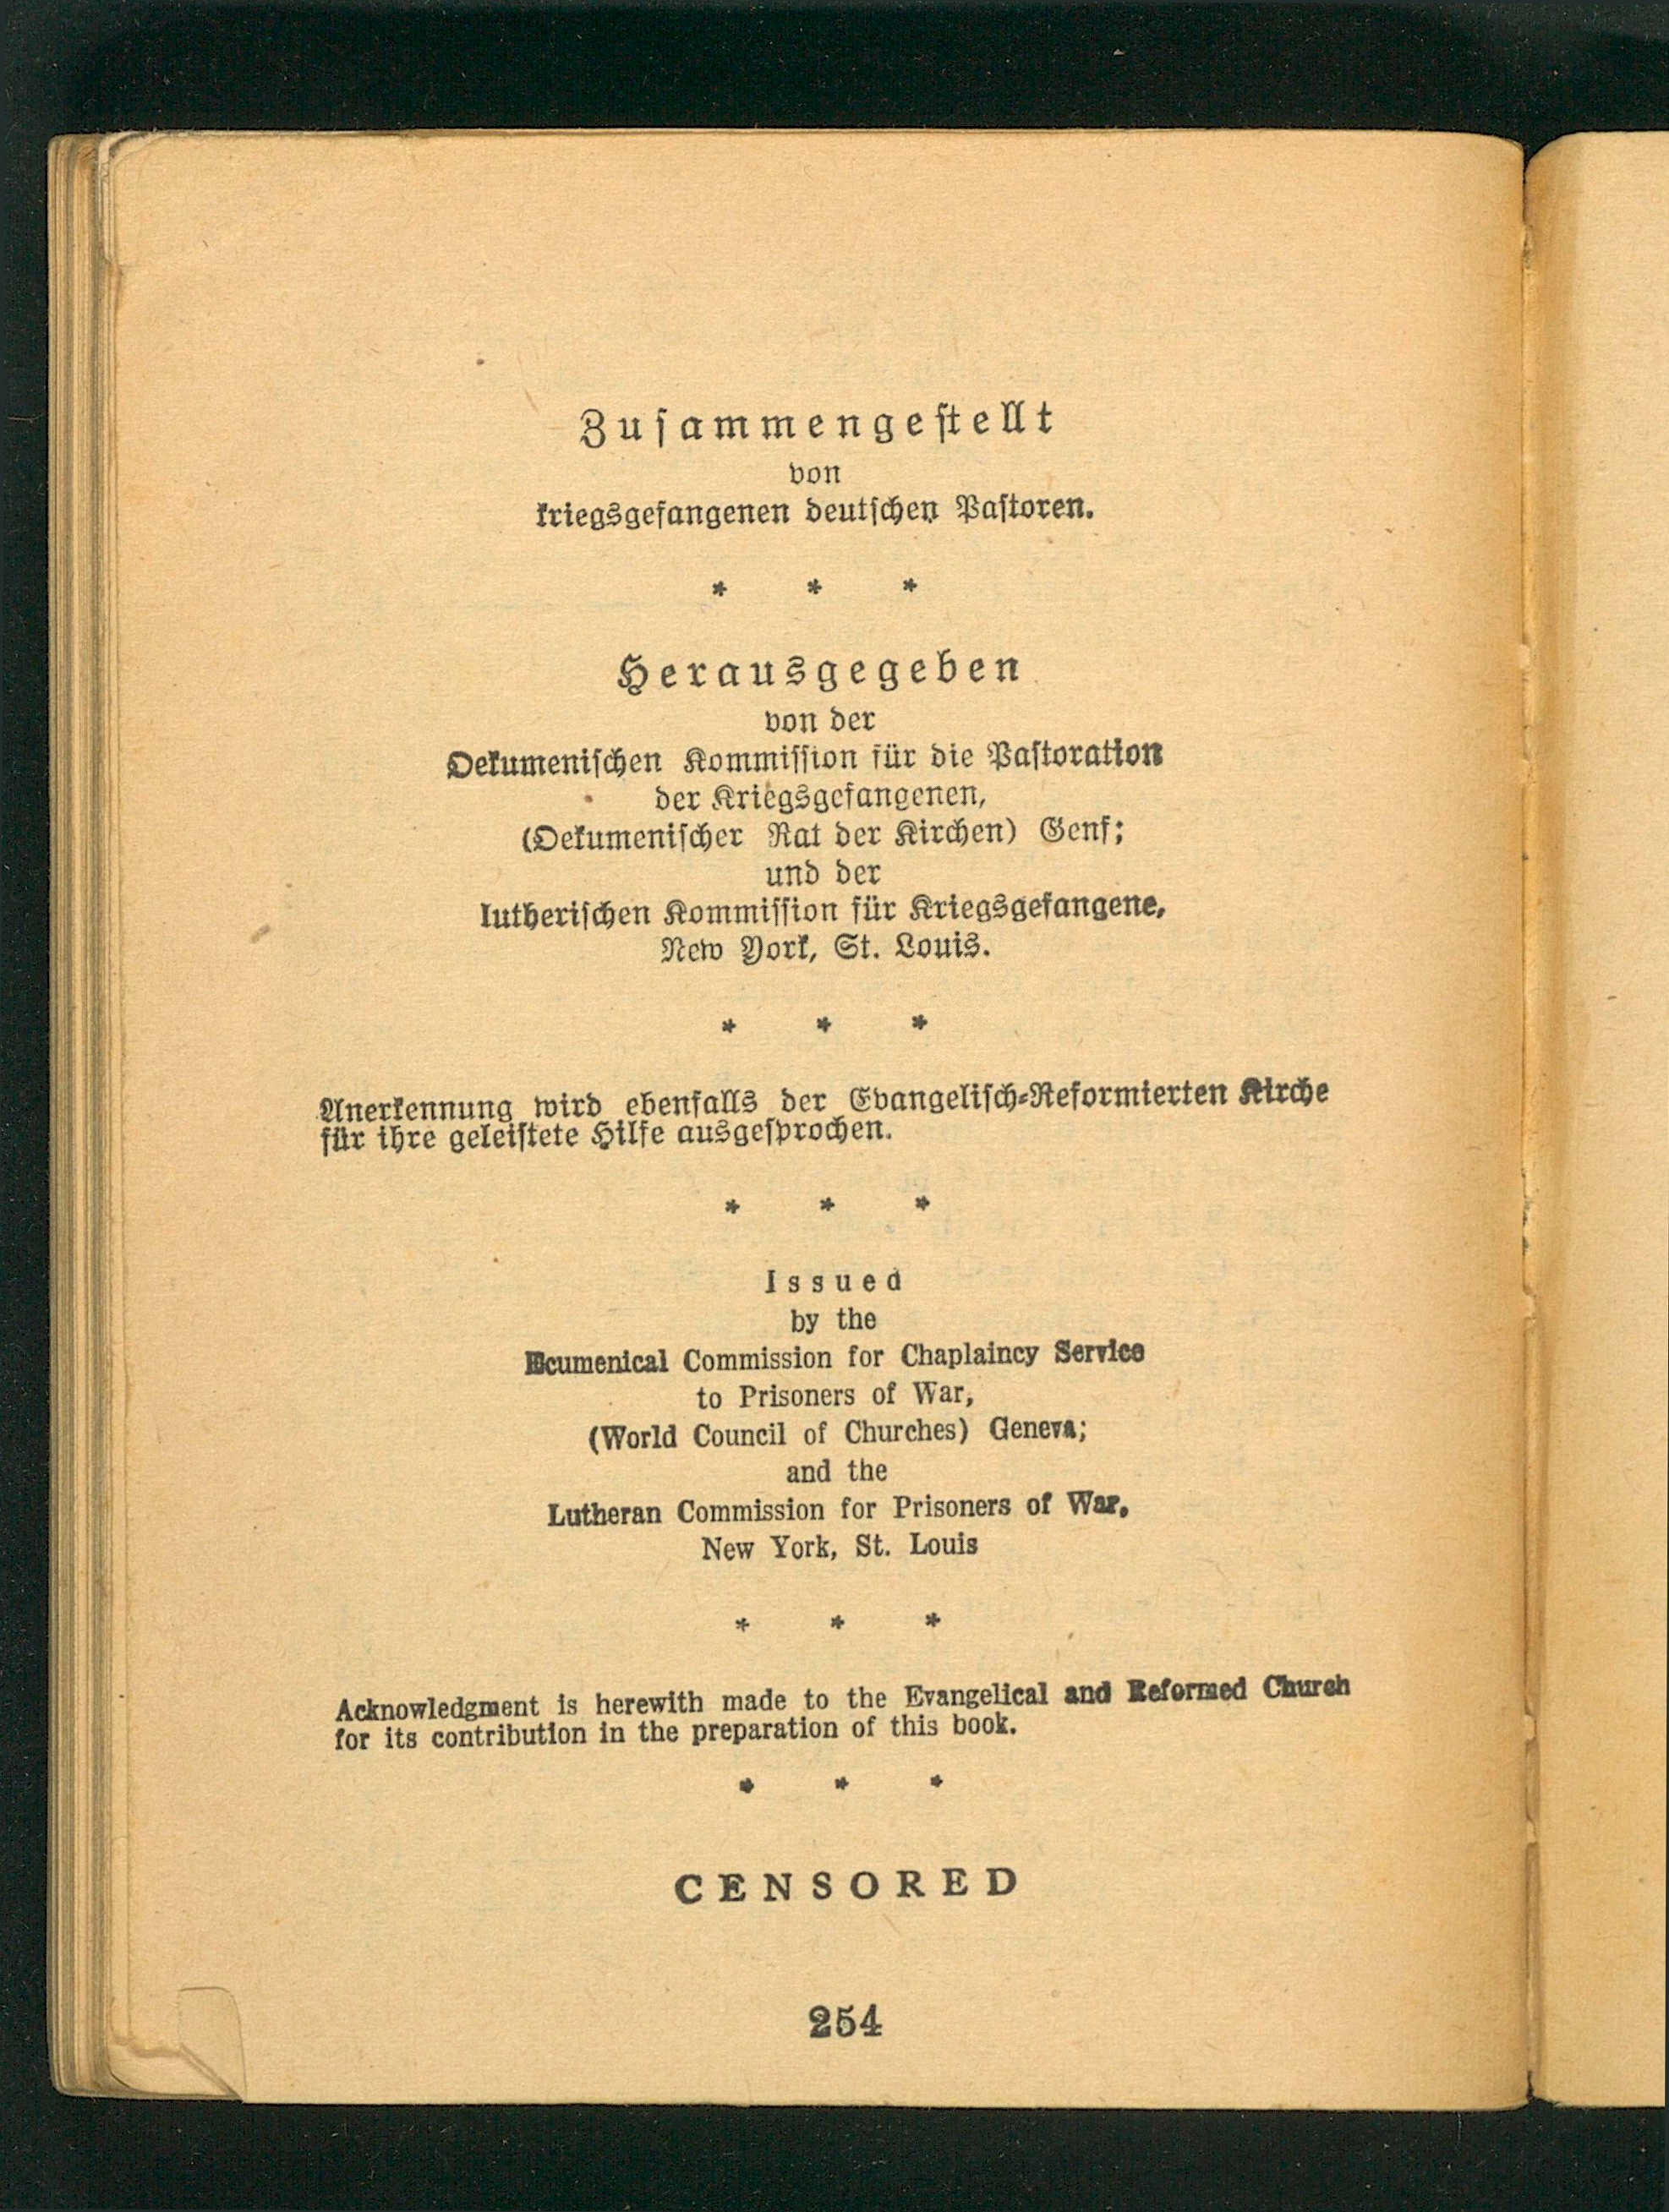 Zusammengestellt
von
kriegsgefangenen deutschen Pastoren.
* * *
Herausgegeben
von der
Oekumenischen Kommission für die Pastoration
der Kriegsgefangenen,
(Oekumenischer Rat der Kirchen) Genf;
und der
lutherischen Kommission für Kriegsgefangene,
New York, St. Louis.
* * *
Anerkennung wird ebenfalls der Evangelisch-Reformierten Kirche
für ihre geleistete Hilfe ausgesprochen.
* * *
Issued
by the
Ecumenical Commission for Chaplaincy Service
to Prisoners of War,
(World Council of Churches) Geneva;
and the
Lutheran Commission for Prisoners of War,
New York, St. Louis
* * *
Acknowledgment is herewith made to the Evangelical and Reformed Church
for its contribution in the preparation of this book.
* * *
CENSORED
254